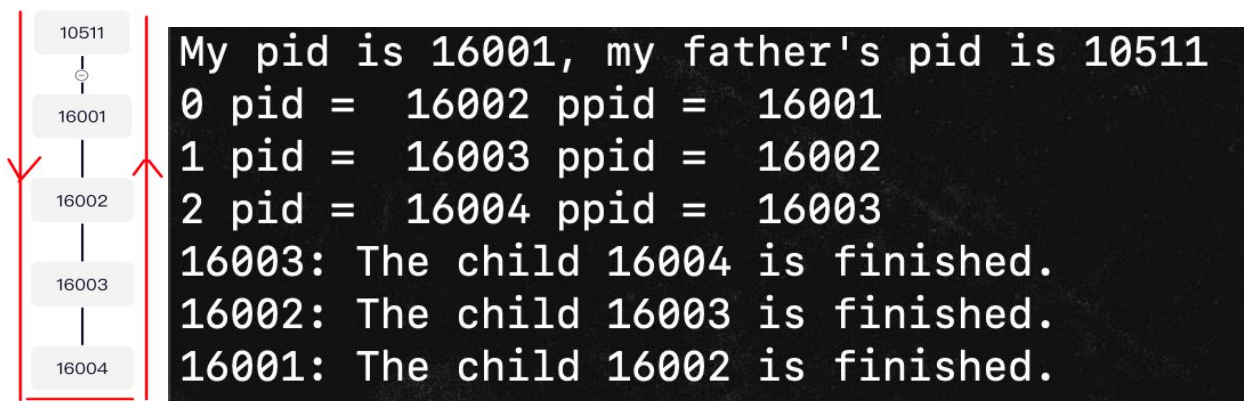 10511
16001
16002
16003
16004
My pid is 16001, my father's pid is 10511
0 pid =  16002 ppid =  16001
1 pid =  16003 ppid =  16002
2 pid =  16004 ppid =  16003
16003: The child 16004 is finished.
16002: The child 16003 is finished.
16001: The child 16002 is finished.